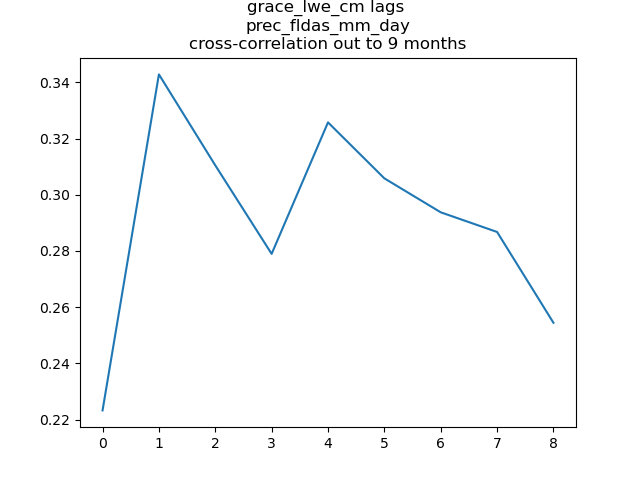 grace_lwe_cm lags
prec_fldas_mm_day
cross-correlation out to 9 months
0.34
0.32
0.30
0.28
0.26
0.24
0.22
0 1 2 3 4 5 6 7 8